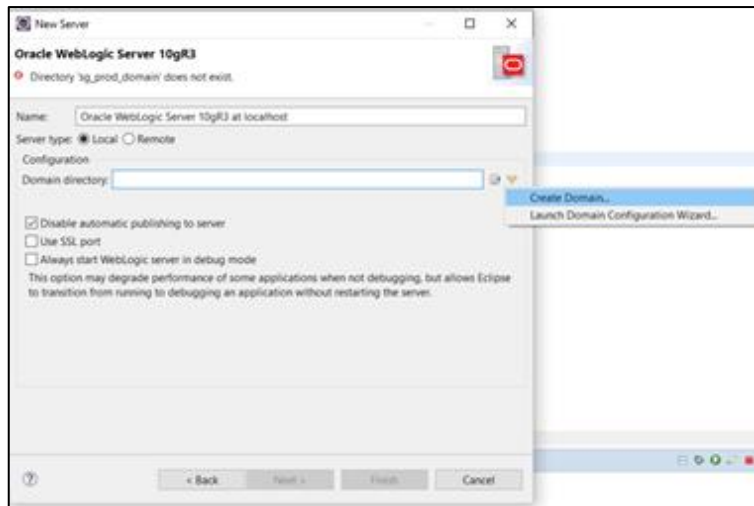 New Server
Oracle WebLogic Server 10gR3
Directory 'sg_prod_domain' does not exist.
Name: Oracle WebLogic Server 10gR3 at localhost
Server type: Local Remote
Configuration
Domain directory:
Create Domain...
Launch Domain Configuration Wizard...
Disable automatic publishing to server
Use SSL port
Always start WebLogic server in debug mode
This option may degrade performance of some applications when not debugging, but allows Eclipse
to transition from running to debugging an application without restarting the server.
< Back Next > Finish Cancel